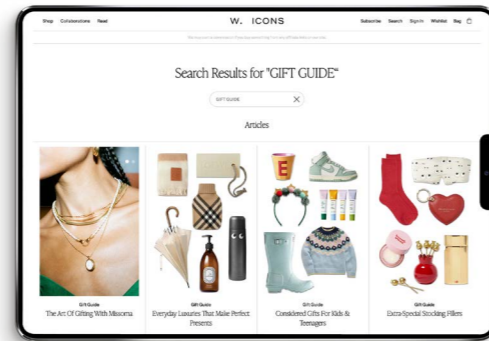 Shop Collaborations Read
W. ICONS
Subscribe Search Sign In Wishlist Bag
Search Results for "GIFT GUIDE"
GIFT GUIDE
Articles
E
Gift Guide
The Art Of Gifting With Missoma
Gift Guide
Everyday Luxuries That Make Perfect
Presents
Gift Guide
Considered Gifts For Kids &
Teenagers
Gift Guide
Extra-Special Stocking Fillers